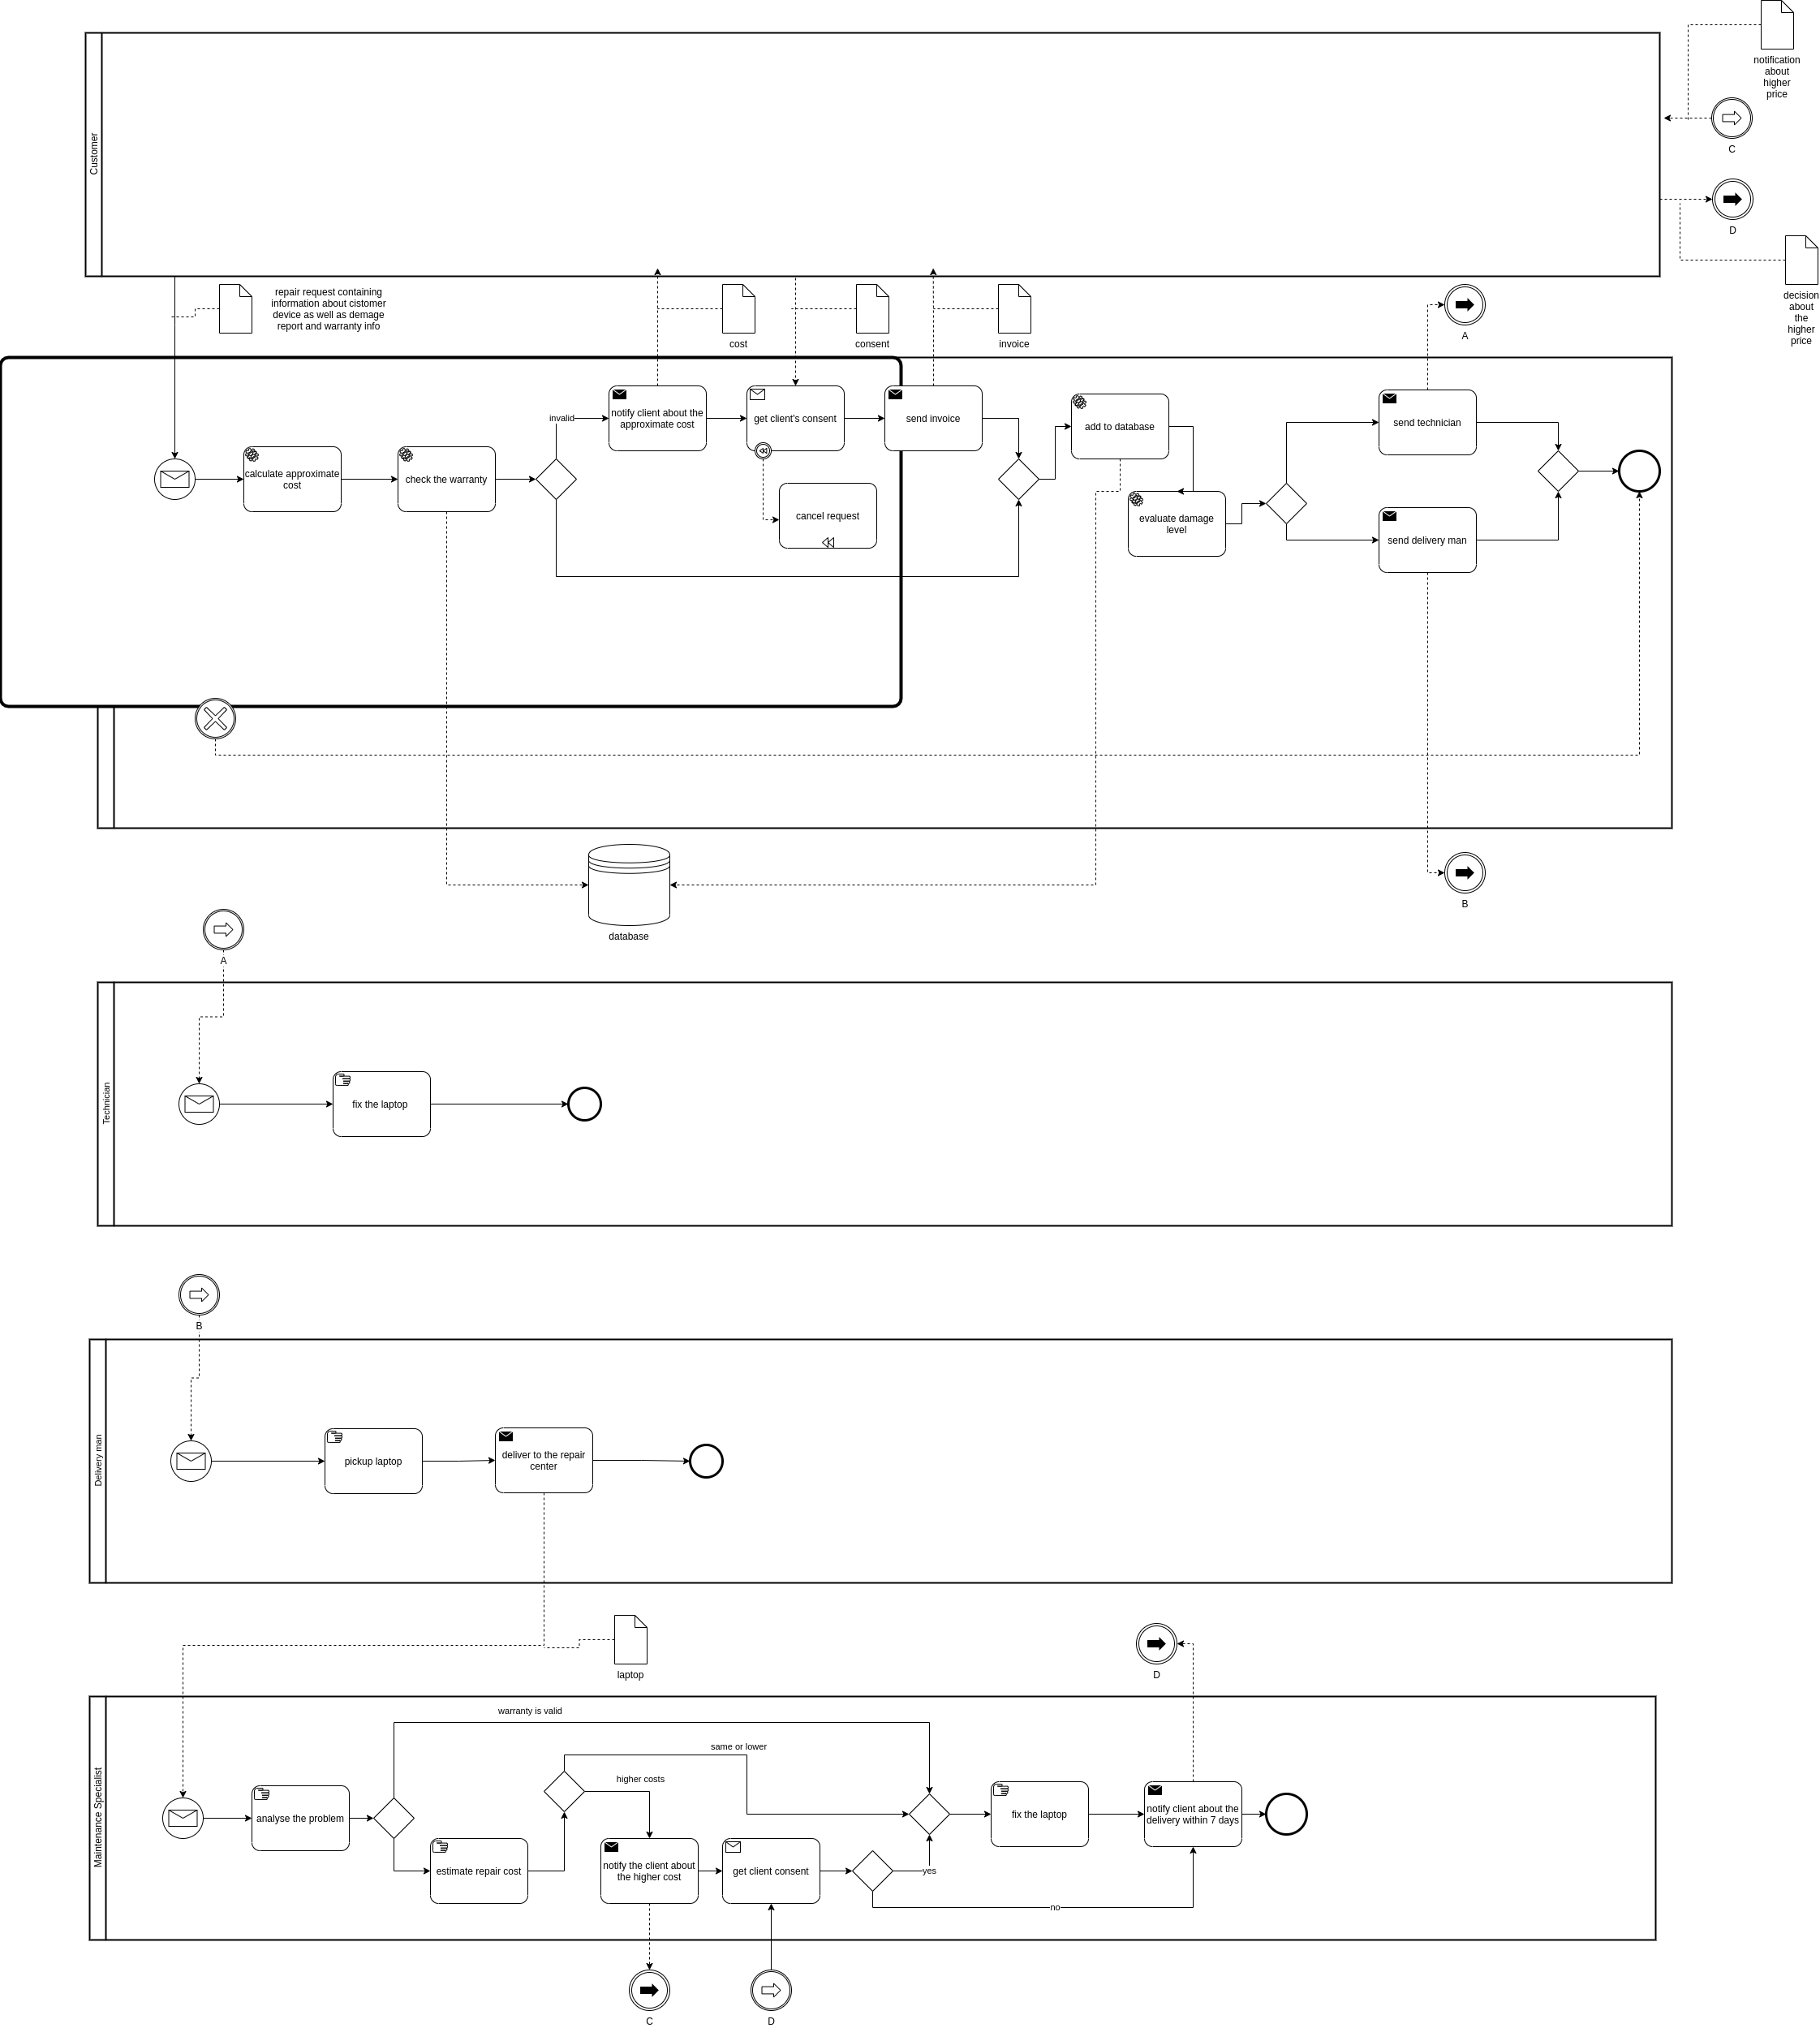 notification
about
higher
price
Customer
C
D
decision
about
the
higher
price
repair request containing
information about cistomer
device as well as demage
report and warranty info
cost
consent
invoice
A
invalid
notify client about the
approximate cost
get client's consent
send invoice
add to database
send technician
calculate approximate
cost
check the warranty
cancel request
evaluate damage
level
send delivery man
database
B
A
Technician
fix the laptop
B
Delivery man
pickup laptop
deliver to the repair
center
laptop
D
Maintenance Specialist
warranty is valid
same or lower
higher costs
analyse the problem
fix the laptop
notify client about the
delivery within 7 days
estimate repair cost
notify the client about
the higher cost
get client consent
yes
no
C
D